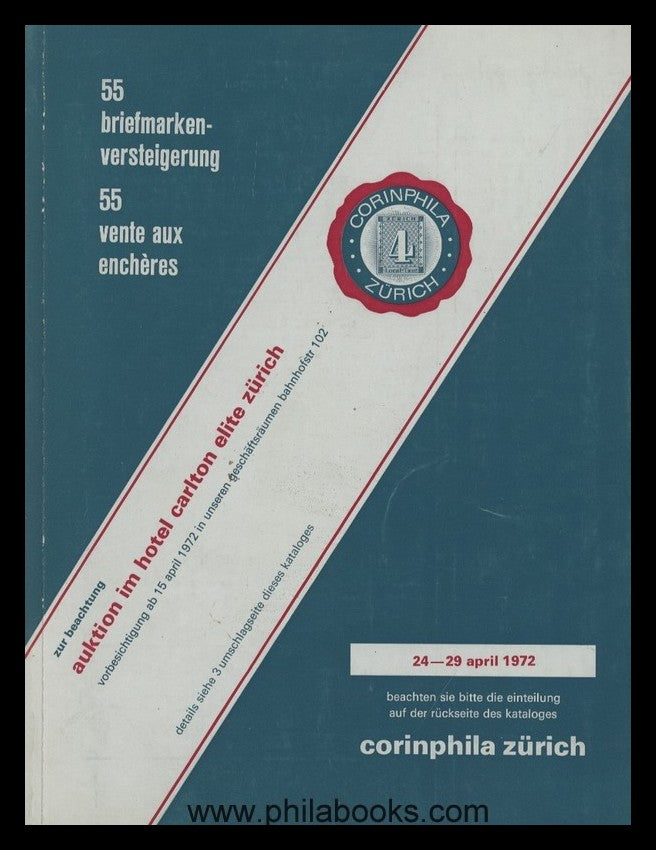 55
briefmarken-
versteigerung
55
vente aux
enchères
CORINPHILA
ZÜRICH
4
ZÜRICH
zur beachtung
auktion im hotel carlton elite zürich
vorbesichtigung ab 15 april 1972 in unseren geschäftsräumen bahnhofstr 102
details siehe 3 umschlagseite dieses kataloges
24—29 april 1972
beachten sie bitte die einteilung
auf der rückseite des kataloges
corinphila zürich
www.philabooks.com